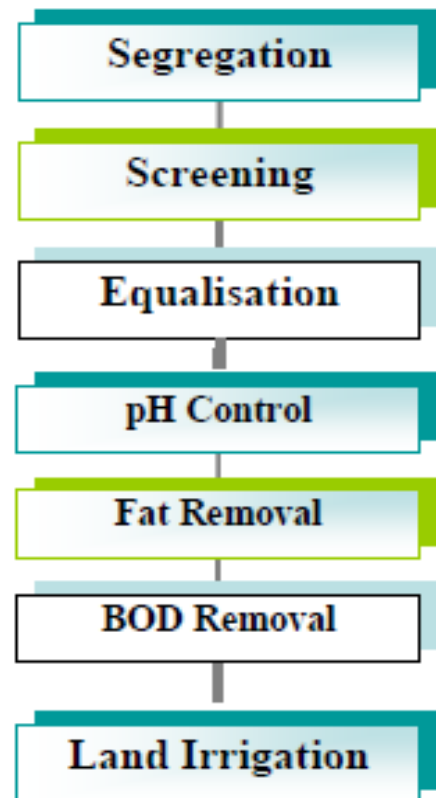 Segregation
Screening
Equalisation
pH Control
Fat Removal
BOD Removal
Land Irrigation